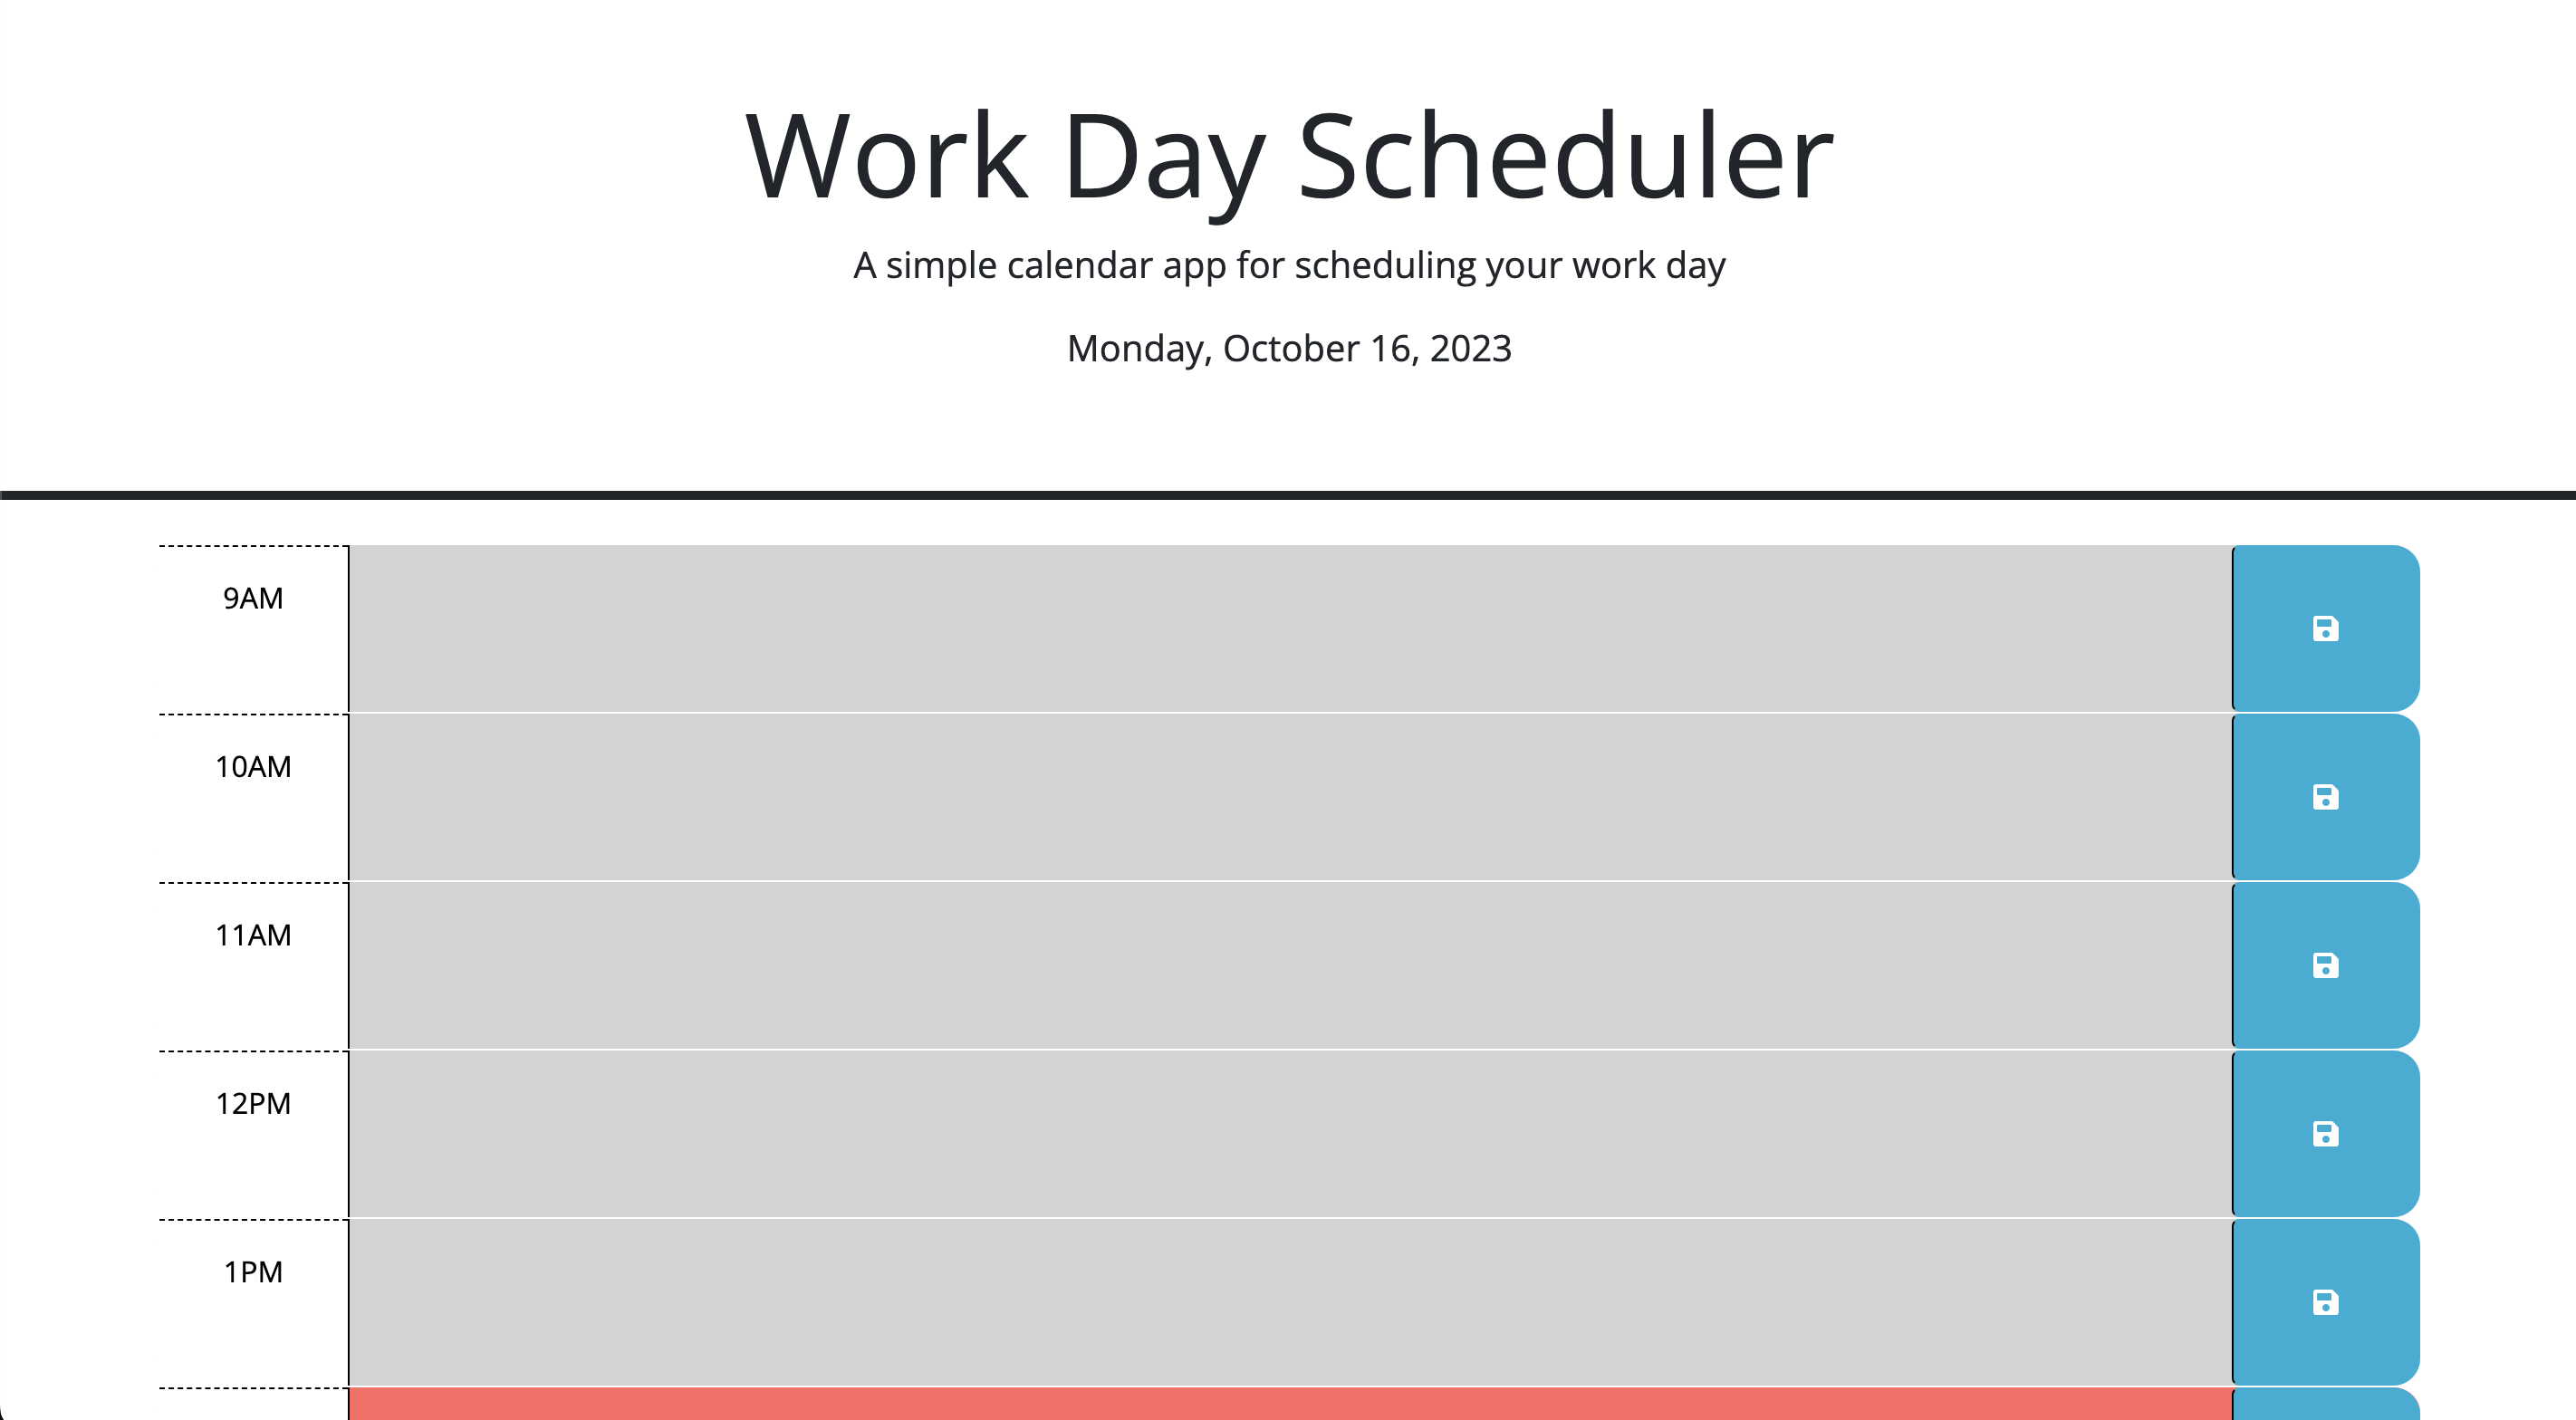 Work Day Scheduler
A simple calendar app for scheduling your work day
Monday, October 16, 2023
9AM
10AM
11AM
12PM
1PM